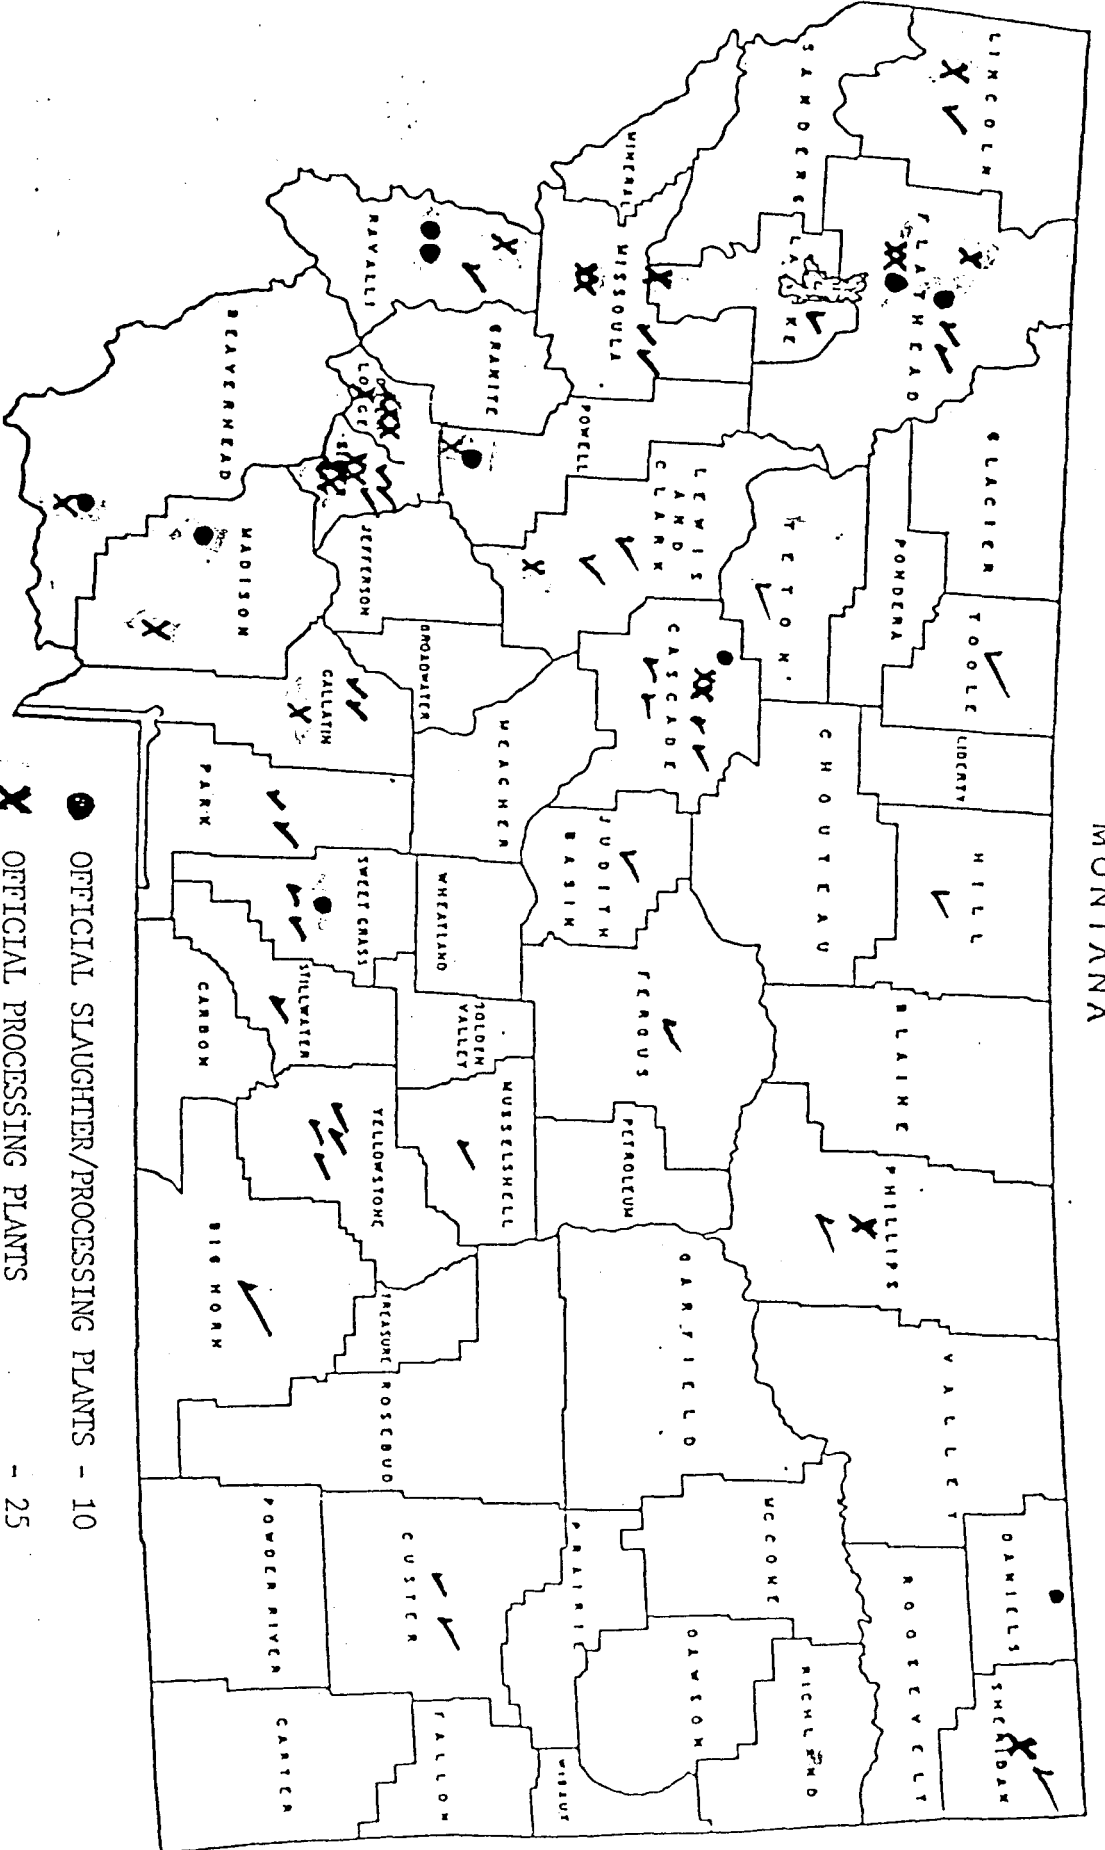 MONTANA
LINCOLN
FLATHEAD
GLACIER
TOOLE
LIBERTY
HILL
BLAINE
PHILLIPS
VALLEY
DANIELS
SHERIDAN
SANDERS
LAKE
PONDERA
TETON
CHOUTEAU
ROOSEVELT
MINERAL
MISSOULA
POWELL
LEWIS
AND
CLARK
CASCADE
JUDITH
BASIN
FERGUS
PETROLEUM
GARFIELD
MCCONE
RICHLAND
DAWSON
PRAIRIE
WIBAUX
RAVALLI
GRANITE
LODGE
JEFFERSON
BROADWATER
MEAGHER
WHEATLAND
GOLDEN
VALLEY
MUSSELSHELL
TREASURE
ROSEBUD
CUSTER
FALLON
BEAVERHEAD
MADISON
GALLATIN
PARK
SWEET GRASS
STILLWATER
CARBON
YELLOWSTONE
BIG HORN
POWDER RIVER
CARTER
OFFICIAL SLAUGHTER/PROCESSING PLANTS - 10
X OFFICIAL PROCESSING PLANTS - 25